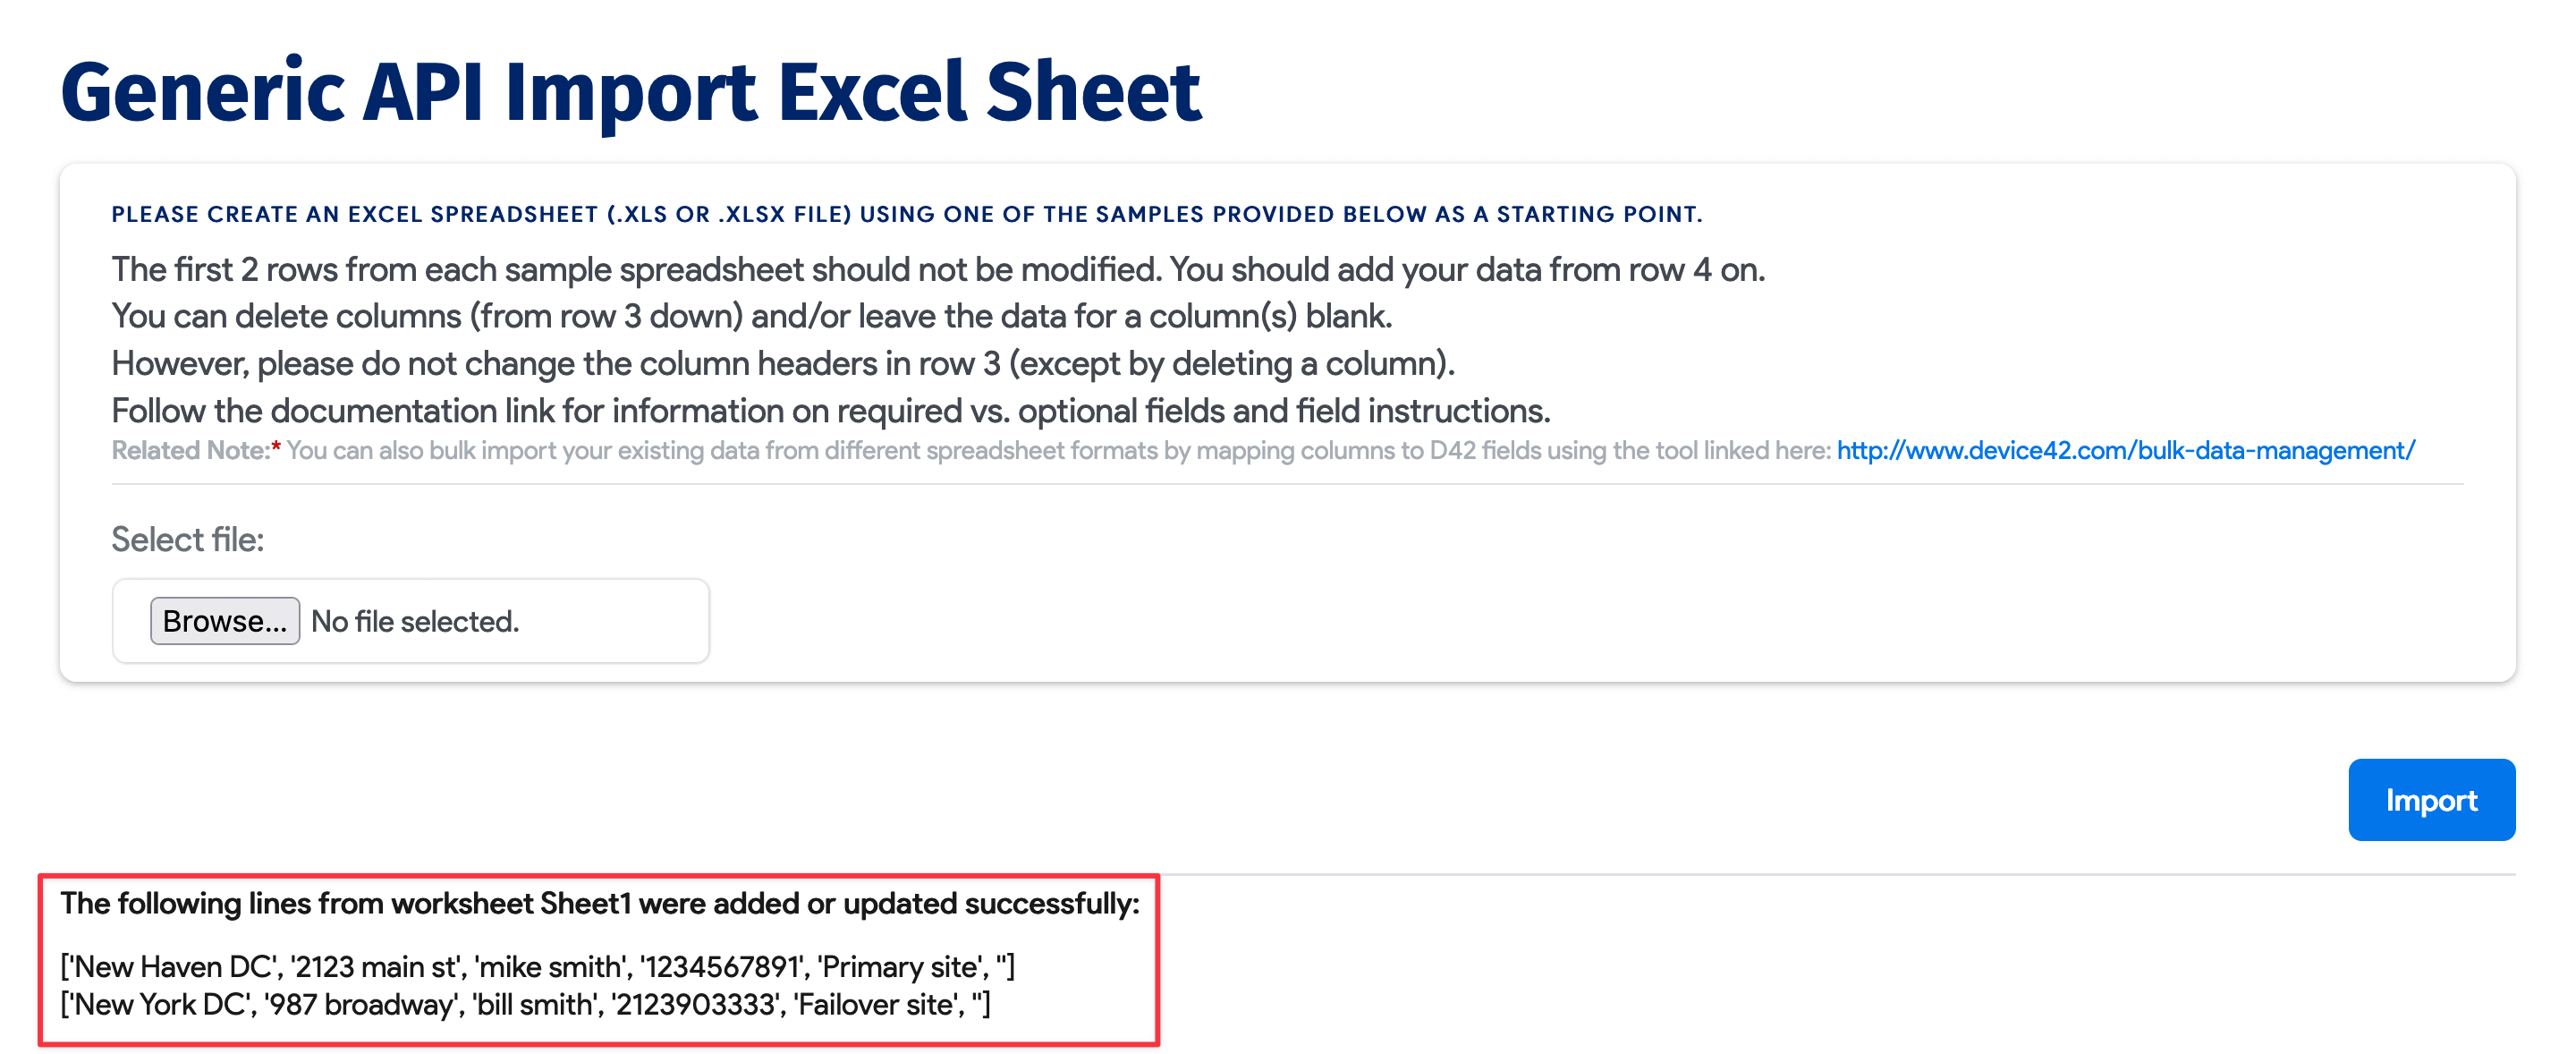 Generic API Import Excel Sheet
PLEASE CREATE AN EXCEL SPREADSHEET (.XLS OR .XLSX FILE) USING ONE OF THE SAMPLES PROVIDED BELOW AS A STARTING POINT.
The first 2 rows from each sample spreadsheet should not be modified. You should add your data from row 4 on.
You can delete columns (from row 3 down) and/or leave the data for a column(s) blank.
However, please do not change the column headers in row 3 (except by deleting a column).
Follow the documentation link for information on required vs. optional fields and field instructions.
Related Note:* You can also bulk import your existing data from different spreadsheet formats by mapping columns to D42 fields using the tool linked here: http://www.device42.com/bulk-data-management/
Select file:
Browse... No file selected.
Import
The following lines from worksheet Sheet1 were added or updated successfully:
['New Haven DC', '2123 main st', 'mike smith', '1234567891', 'Primary site', '']
['New York DC', '987 broadway', 'bill smith', '2123903333', 'Failover site', '']